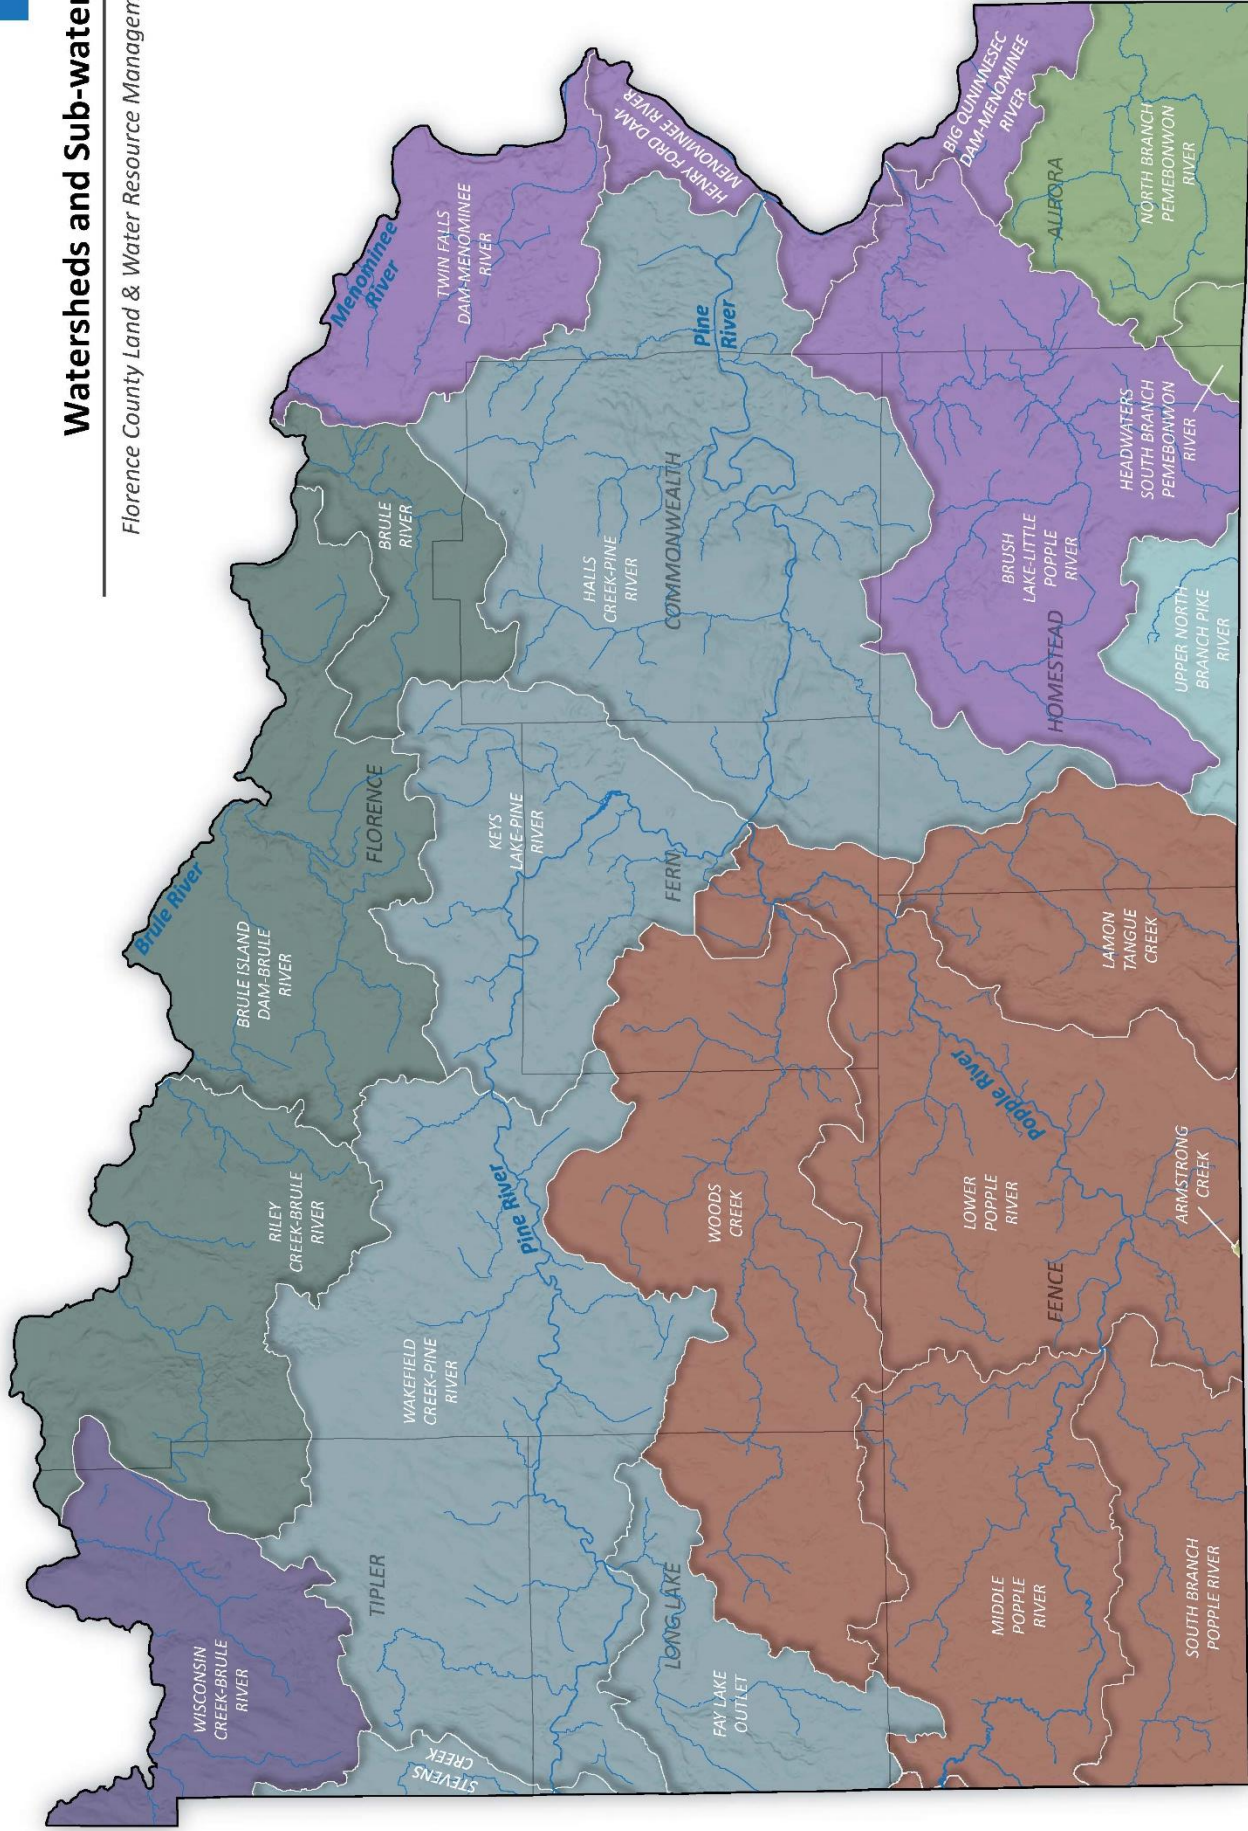 Watersheds and Sub-water
Florence County Land & Water Resource Managem
WISCONSIN
CREEK-BRULE
RIVER
RILEY
CREEK-BRULE
RIVER
BRULE ISLAND
DAM-BRULE
RIVER
Brule River
FLORENCE
BRULE
RIVER
Menominee
River
TWIN FALLS
DAM-MENOMINEE
RIVER
HENRY FORD DAM-
MENOMINEE RIVER
TIPLER
STEVENS
CREEK
WAKEFIELD
CREEK-PINE
RIVER
Pine River
KEYS
LAKE-PINE
RIVER
FERN
HALLS
CREEK-PINE
RIVER
COMMONWEALTH
Pine
River
LONG LAKE
FAY LAKE
OUTLET
WOODS
CREEK
MIDDLE
POPPLE
RIVER
LOWER
POPPLE
RIVER
FENCE
Popple River
LAMON
TANGUE
CREEK
BRUSH
LAKE-LITTLE
POPPLE
RIVER
HOMESTEAD
BIG QUNINNESEC
DAM-MENOMINEE
RIVER
AURORA
NORTH BRANCH
PEMEBONWON
RIVER
HEADWATERS
SOUTH BRANCH
PEMEBONWON
RIVER
UPPER NORTH
BRANCH PIKE
RIVER
ARMSTRONG
CREEK
SOUTH BRANCH
POPPLE RIVER